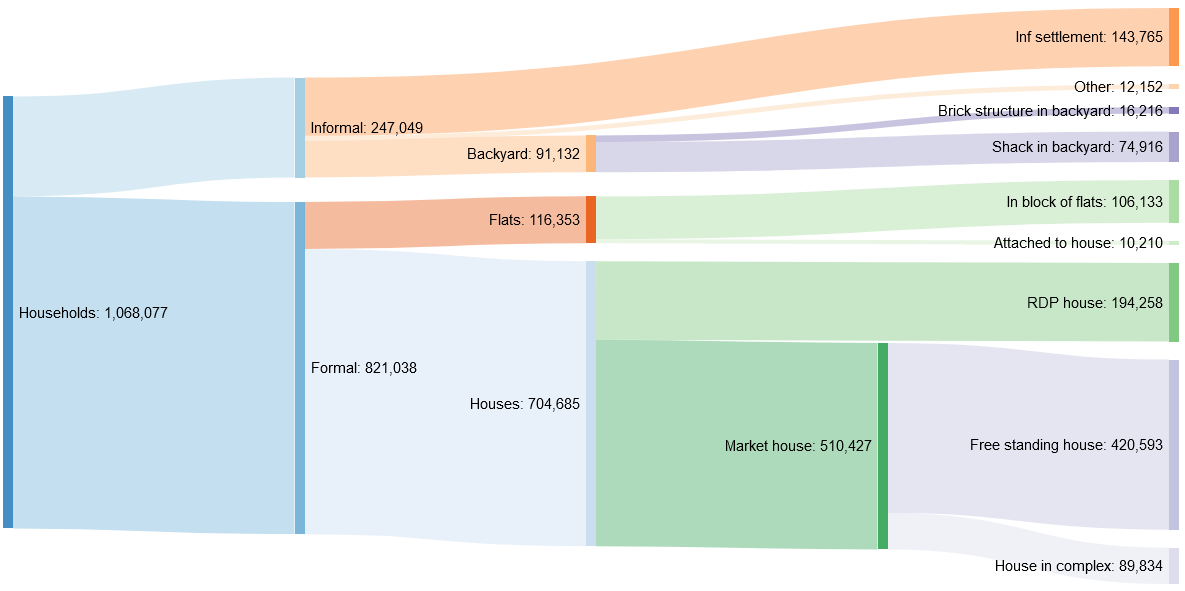 Inf settlement: 143,765
Other: 12,152
Brick structure in backyard: 16,216
Informal: 247,049
Shack in backyard: 74,916
Backyard: 91,132
In block of flats: 106,133
Flats: 116,353
Attached to house: 10,210
RDP house: 194,258
Households: 1,068,077
Formal: 821,038
Houses: 704,685
Free standing house: 420,593
Market house: 510,427
House in complex: 89,834